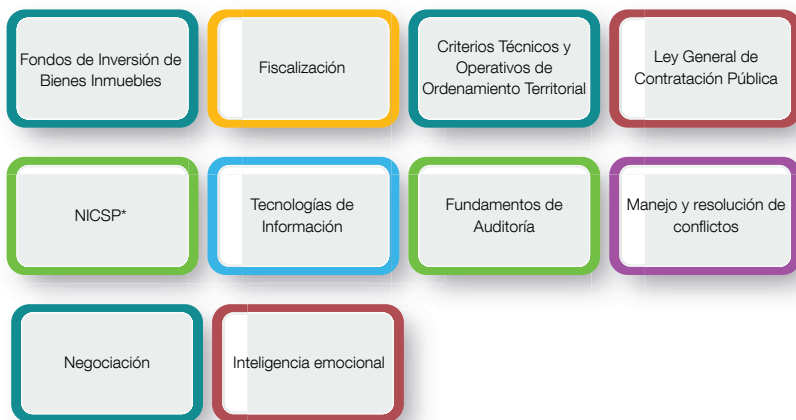 Fondos de Inversión de
Bienes Inmuebles
Fiscalización
Criterios Técnicos y
Operativos de
Ordenamiento Territorial
Ley General de
Contratación Pública
NICSP*
Tecnologías de
Información
Fundamentos de
Auditoría
Manejo y resolución de
conflictos
Negociación
Inteligencia emocional